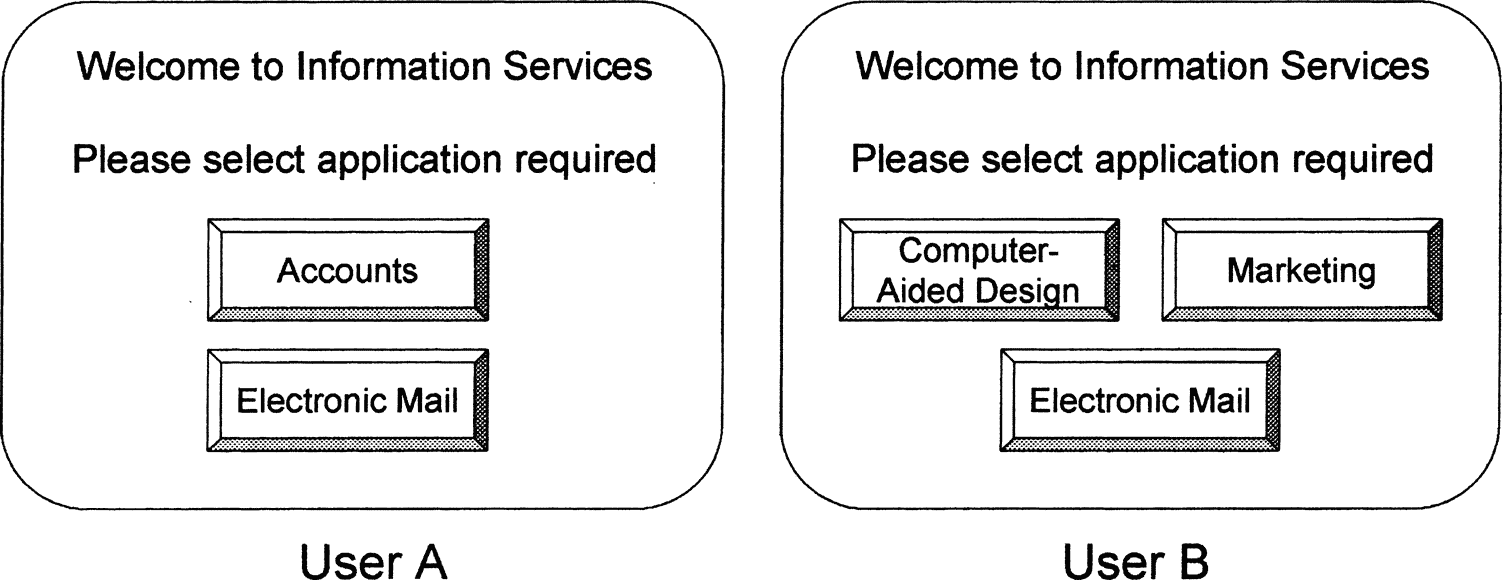 Welcome to Information Services
Please select application required
Accounts
Electronic Mail
User A
Welcome to Information Services
Please select application required
Computer-
Aided Design
Marketing
Electronic Mail
User B